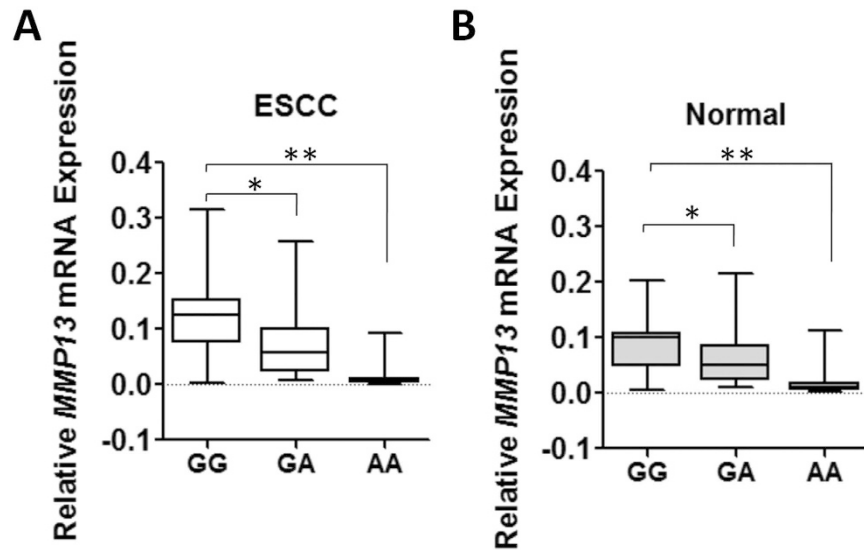 A
Relative MMP13 mRNA Expression
ESCC
**
*
0.4
0.3
0.2
0.1
0.0
-0.1
GG GA AA
B
Relative MMP13 mRNA Expression
Normal
**
*
0.4
0.3
0.2
0.1
0.0
-0.1
GG GA AA